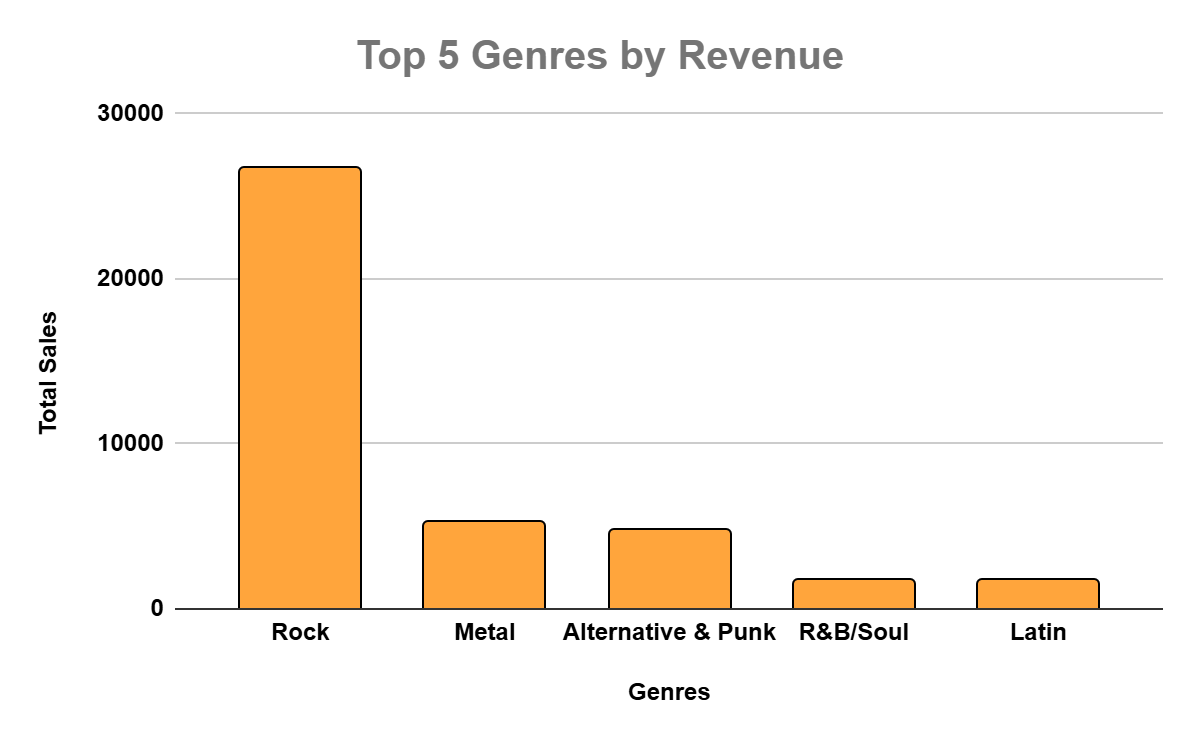 Top 5 Genres by Revenue
30000
20000
10000
0
Total Sales
Rock
Metal
Alternative & Punk
R&B/Soul
Latin
Genres